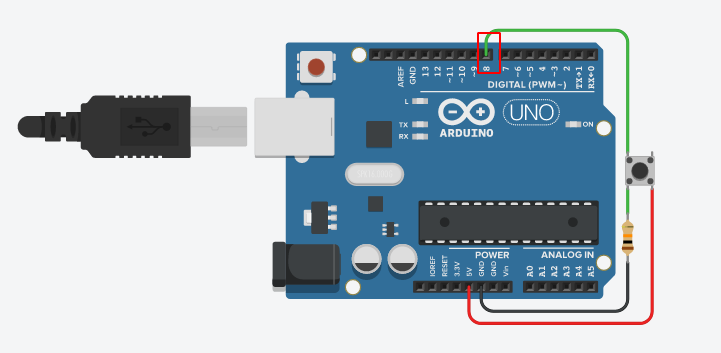 AREF
GND
13
12
~11
~10
~9
8
7
~6
~5
4
~3
2
TX→1
RX←0
DIGITAL (PWM~)
L
TX
RX
ARDUINO
UNO
ON
POWER
ANALOG IN
IOREF
RESET
3.3V
5V
GND
GND
Vin
A0
A1
A2
A3
A4
A5